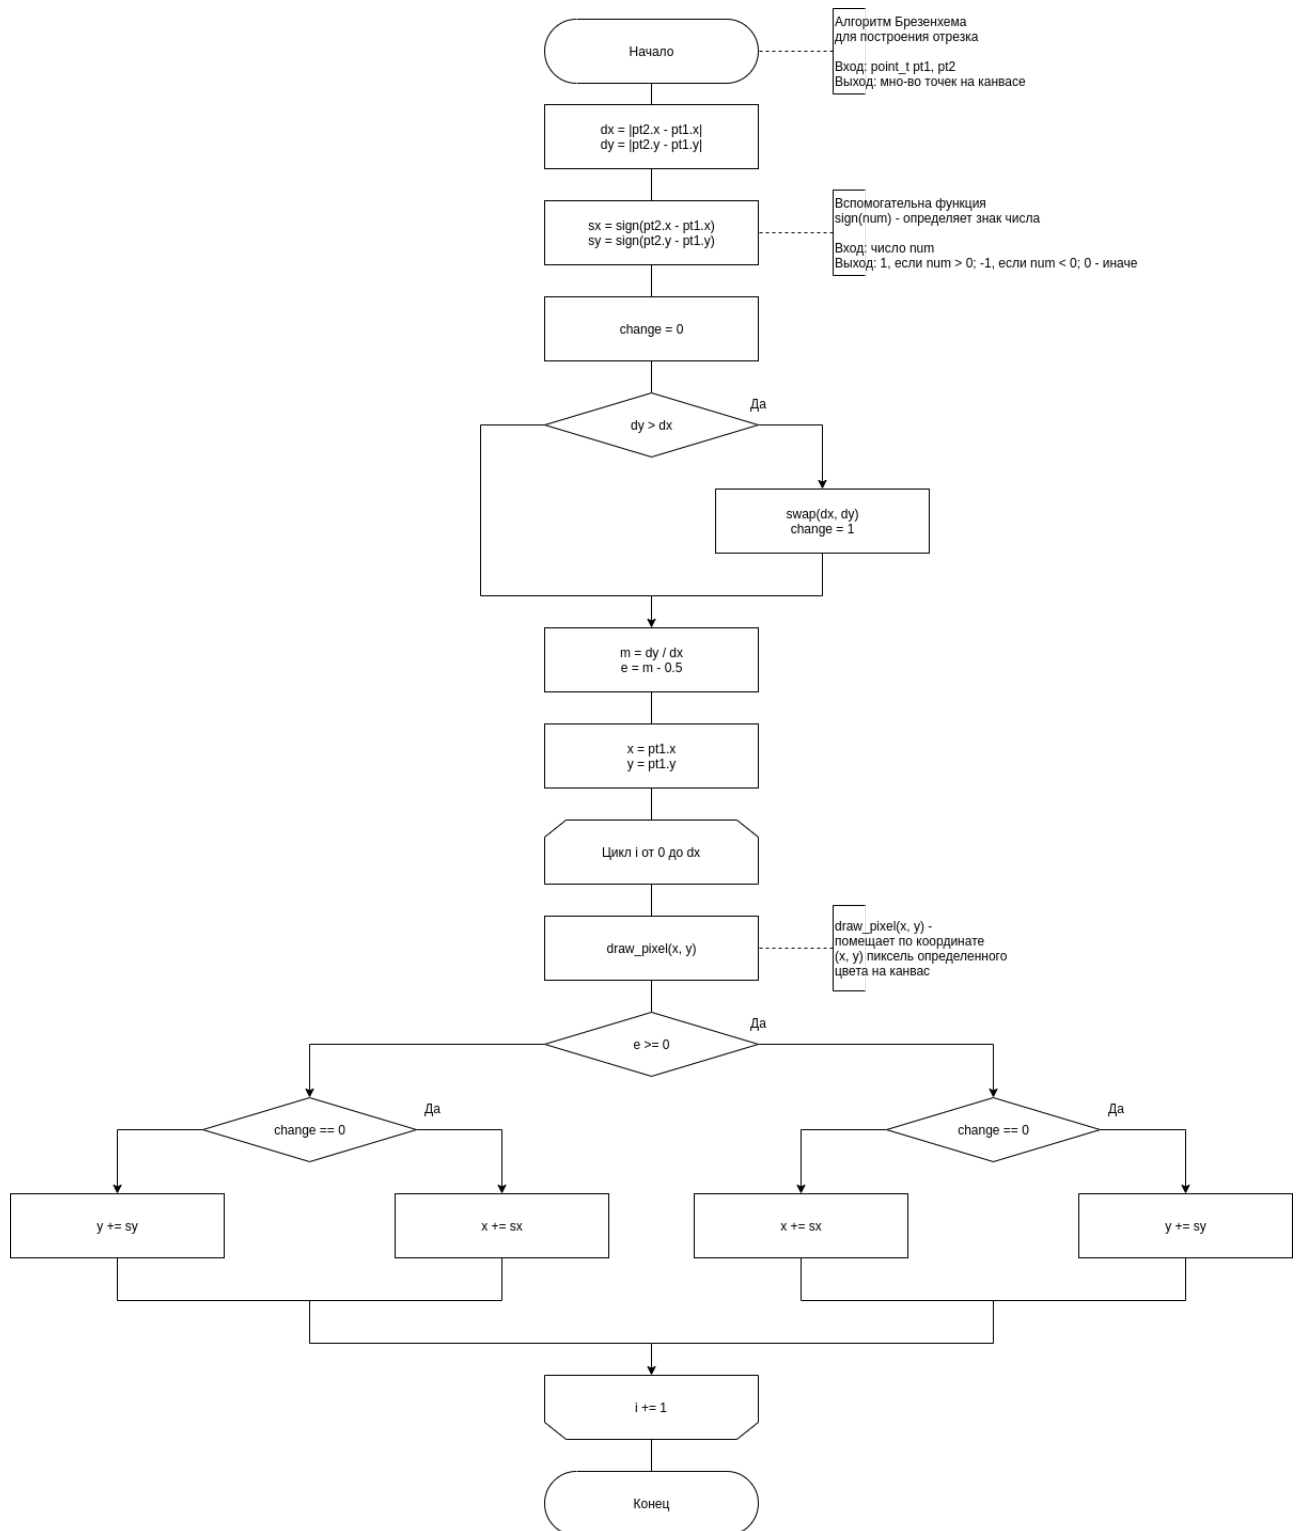 Начало
Алгоритм Брезенхема
для построения отрезка
Вход: point_t pt1, pt2
Выход: мно-во точек на канвасе
dx = |pt2.x - pt1.x|
dy = |pt2.y - pt1.y|
sx = sign(pt2.x - pt1.x)
sy = sign(pt2.y - pt1.y)
Вспомогательна функция
sign(num) - определяет знак числа
Вход: число num
Выход: 1, если num > 0; -1, если num < 0; 0 - иначе
change = 0
Да
dy > dx
swap(dx, dy)
change = 1
m = dy / dx
e = m - 0.5
x = pt1.x
y = pt1.y
Цикл i от 0 до dx
draw_pixel(x, y)
draw_pixel(x, y) -
помещает по координате
(x, y) пиксель определенного
цвета на канвас
Да
e >= 0
Да
change == 0
Да
change == 0
y += sy
x += sx
x += sx
y += sy
i += 1
Конец